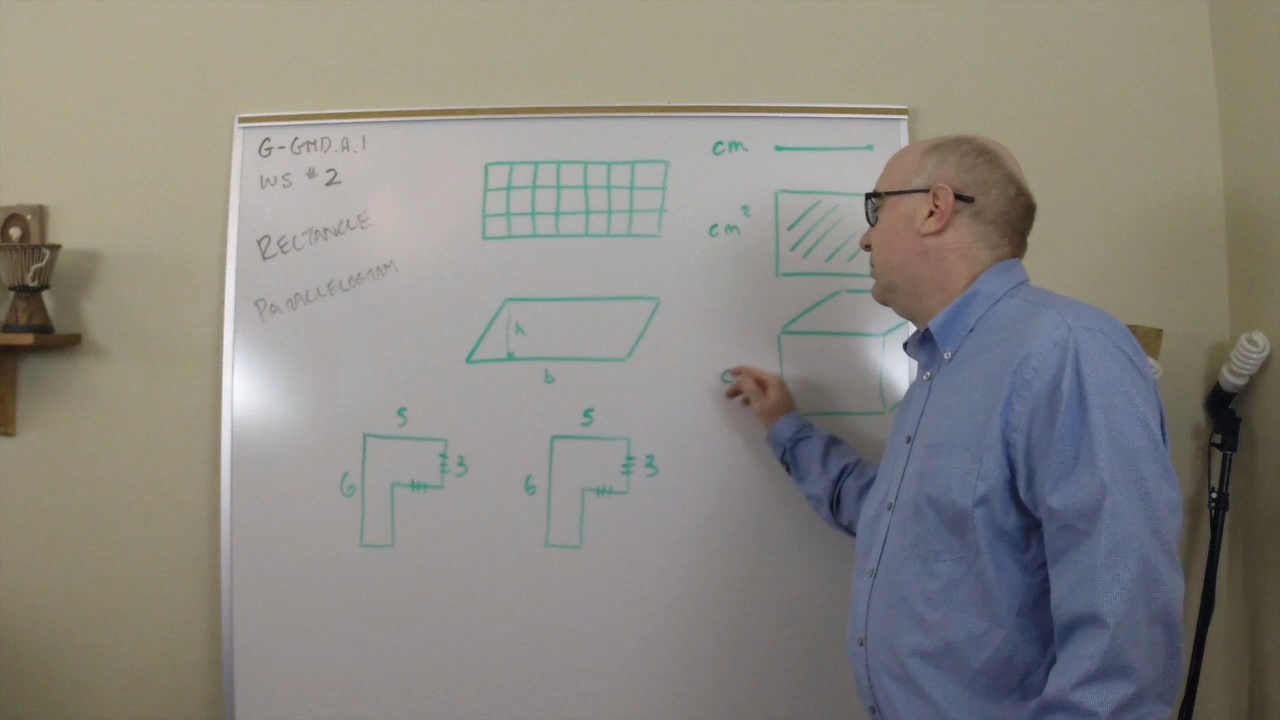 G-GMD.A.1
WS #2
RECTANGLE
PARALLELOGRAM
cm
cm²
h
b
c
5
6
3
5
6
3